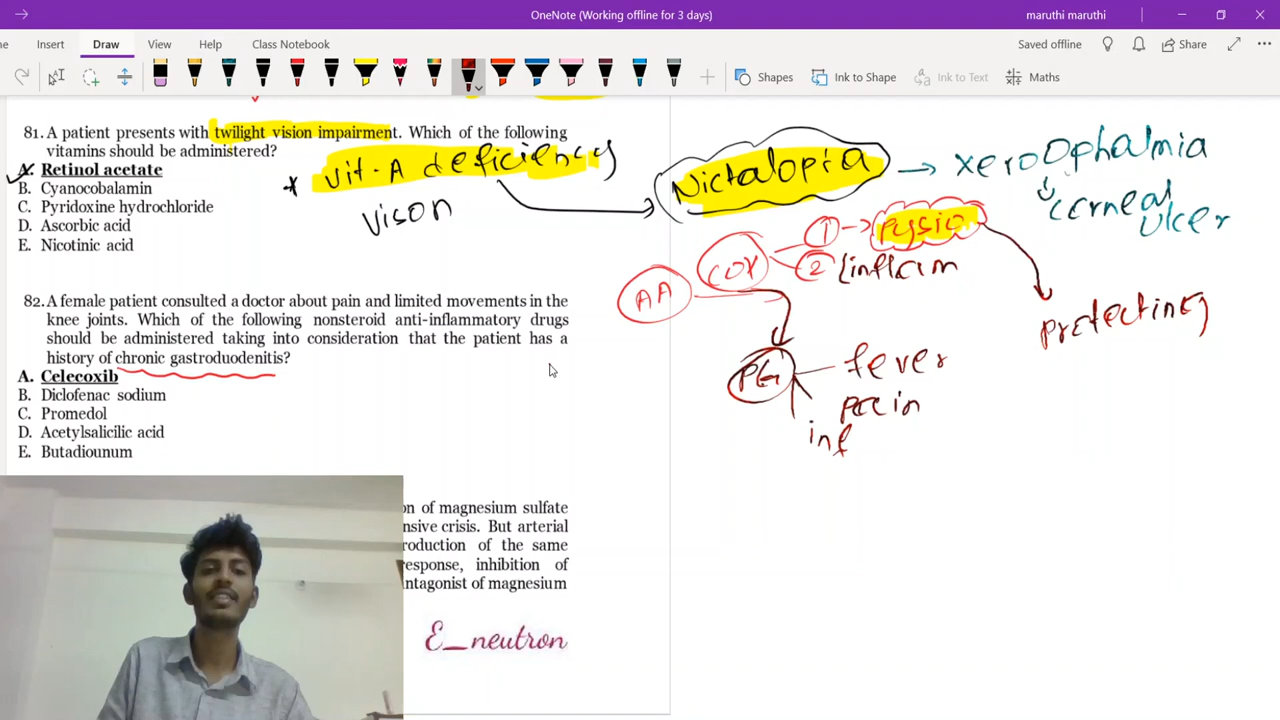 OneNote (Working offline for 3 days)
maruthi maruthi
Insert
Draw
View
Help
Class Notebook
Saved offline
Share
Shapes
Ink to Shape
Ink to Text
Maths
81. A patient presents with twilight vision impairment. Which of the following
vitamins should be administered?
A. Retinol acetate
B. Cyanocobalamin
C. Pyridoxine hydrochloride
D. Ascorbic acid
E. Nicotinic acid
* Vit-A deficiency
Vison
Nictalopia → xeroOphalmia
corneal
ulcer
AA
COX
1 → Pysio
2 inflam
protecting
PG
fever
pain
inf
82. A female patient consulted a doctor about pain and limited movements in the
knee joints. Which of the following nonsteroid anti-inflammatory drugs
should be administered taking into consideration that the patient has a
history of chronic gastroduodenitis?
A. Celecoxib
B. Diclofenac sodium
C. Promedol
D. Acetylsalicilic acid
E. Butadiounum
on of magnesium sulfate
nsive crisis. But arterial
roduction of the same
response, inhibition of
ntagonist of magnesium
E_neutron